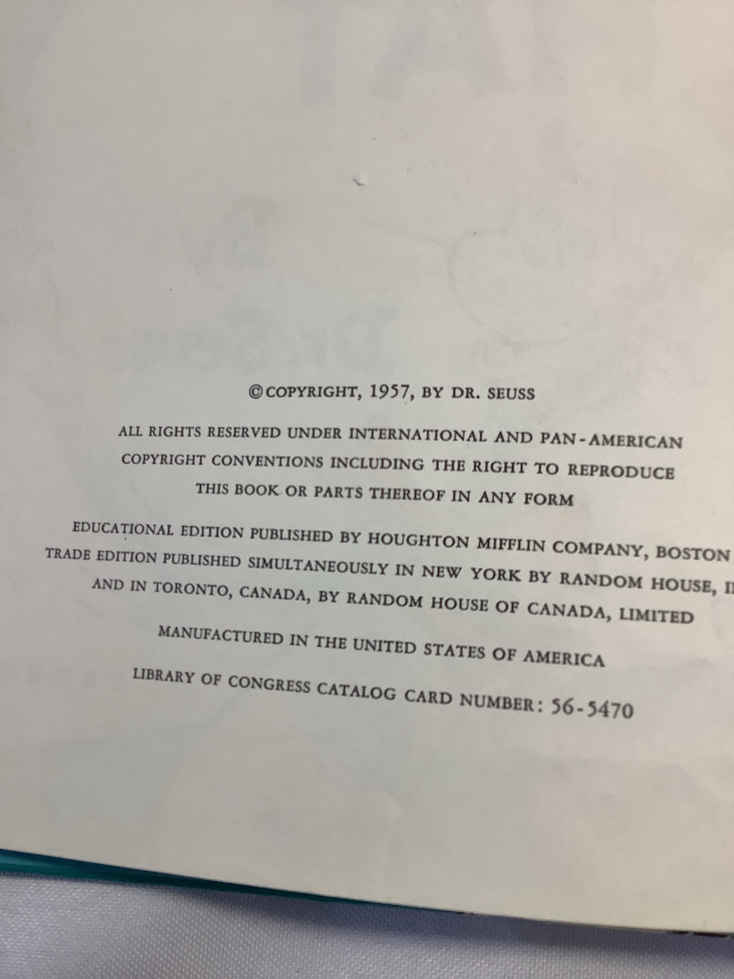 © COPYRIGHT, 1957, BY DR. SEUSS
ALL RIGHTS RESERVED UNDER INTERNATIONAL AND PAN-AMERICAN
COPYRIGHT CONVENTIONS INCLUDING THE RIGHT TO REPRODUCE
THIS BOOK OR PARTS THEREOF IN ANY FORM
EDUCATIONAL EDITION PUBLISHED BY HOUGHTON MIFFLIN COMPANY, BOSTON
TRADE EDITION PUBLISHED SIMULTANEOUSLY IN NEW YORK BY RANDOM HOUSE,
AND IN TORONTO, CANADA, BY RANDOM HOUSE OF CANADA, LIMITED
MANUFACTURED IN THE UNITED STATES OF AMERICA
LIBRARY OF CONGRESS CATALOG CARD NUMBER: 56-5470